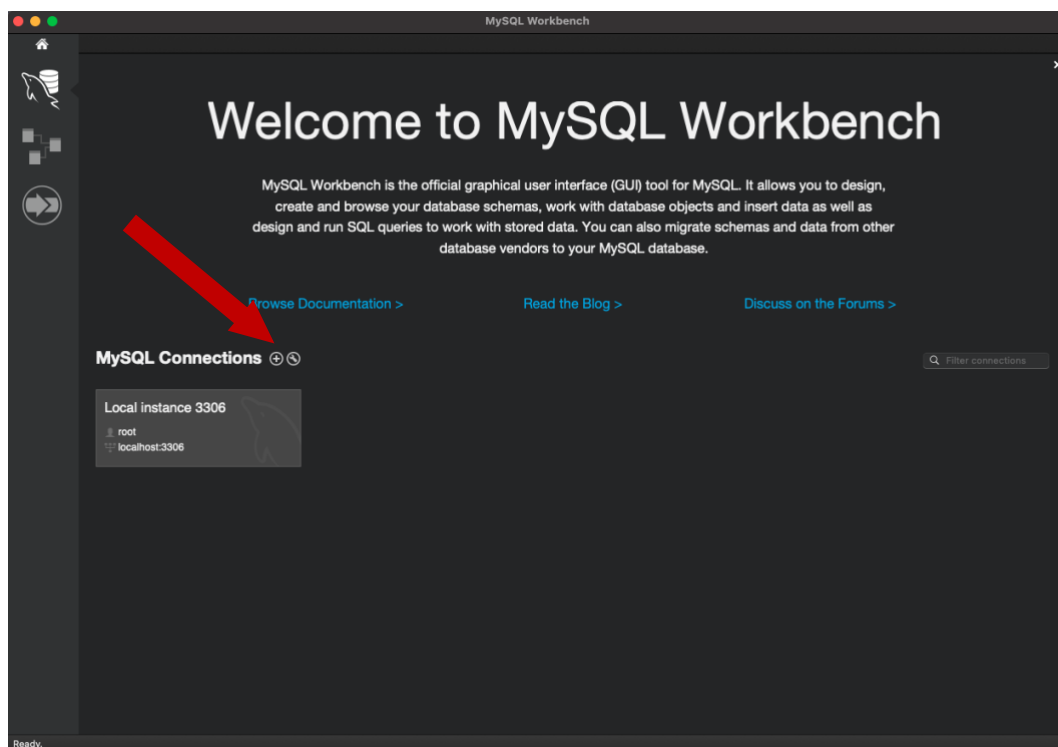 MySQL Workbench
Welcome to MySQL Workbench
MySQL Workbench is the official graphical user interface (GUI) tool for MySQL. It allows you to design,
create and browse your database schemas, work with database objects and insert data as well as
design and run SQL queries to work with stored data. You can also migrate schemas and data from other
database vendors to your MySQL database.
Browse Documentation >
Read the Blog >
Discuss on the Forums >
MySQL Connections
Filter connections
Local instance 3306
root
localhost:3306
Ready.